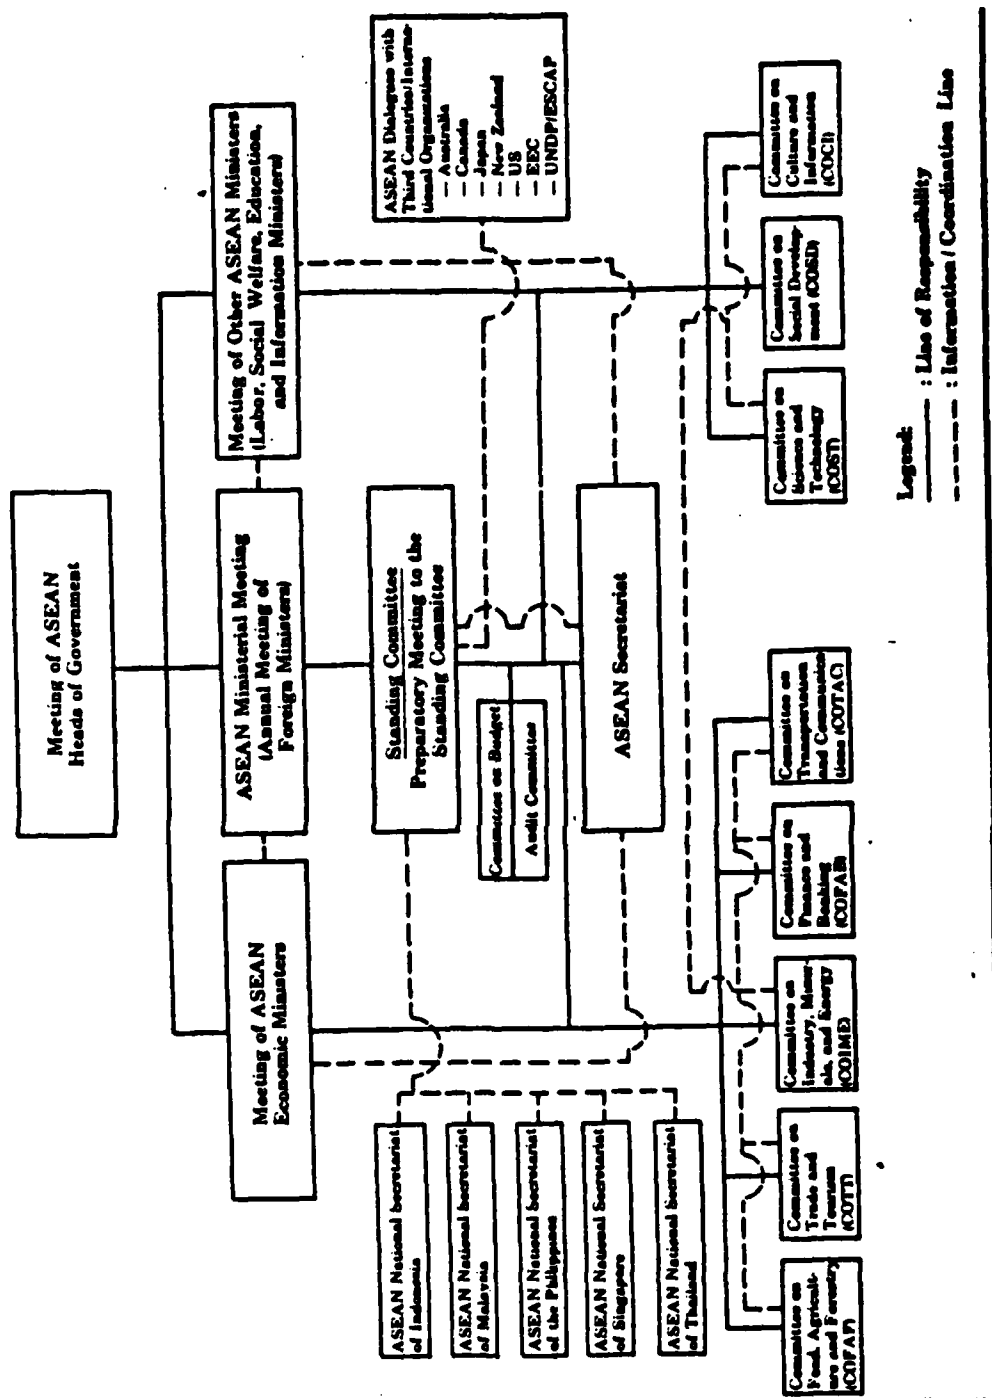 Meeting of ASEAN
Heads of Government
Meeting of ASEAN
Economic Ministers
ASEAN Ministerial Meeting
(Annual Meeting of
Foreign Ministers)
Meeting of Other ASEAN Ministers
(Labor, Social Welfare, Education,
and Information Ministers)
Standing Committee
Preparatory Meeting to the
Standing Committee
ASEAN Dialogues with
Third Countries/Interna-
tional Organizations
— Australia
— Canada
— Japan
— New Zealand
— US
— EEC
— UNDP/ESCAP
ASEAN National Secretariat
of Indonesia
ASEAN National Secretariat
of Malaysia
ASEAN National Secretariat
of the Philippines
ASEAN National Secretariat
of Singapore
ASEAN National Secretariat
of Thailand
Committee on Budget
Audit Committee
ASEAN Secretariat
Committee on
Food, Agricult-
ure and Forestry
(COFAF)
Committee on
Trade and
Tourism
(COTT)
Committee on
Industry, Miner-
als, and Energy
(COIME)
Committee on
Finance and
Banking
(COFAB)
Committee on
Transportation
and Communica-
tions (COTAC)
Committee on
Science and
Technology
(COST)
Committee on
Social Develop-
ment (COSD)
Committee on
Culture and
Information
(COCI)
Legend:
: Line of Responsibility
: Information / Coordination Line